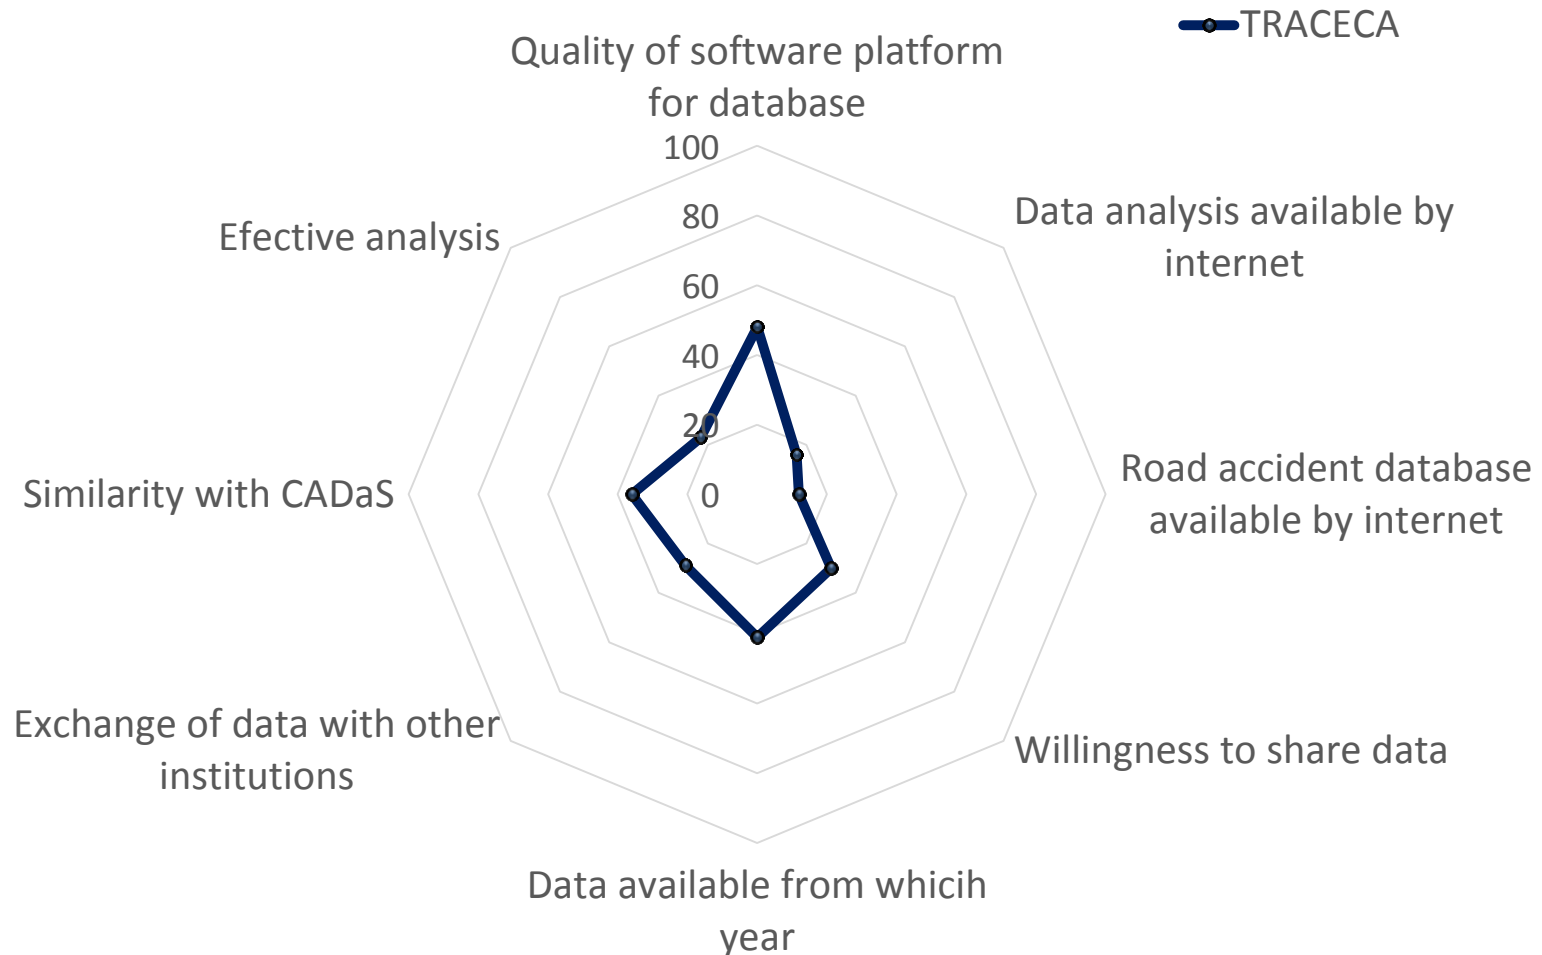 TRACECA
Quality of software platform
for database
100
80
60
40
20
0
Data analysis available by
internet
Road accident database
available by internet
Willingness to share data
Data available from whicih
year
Exchange of data with other
institutions
Similarity with CADaS
Efective analysis